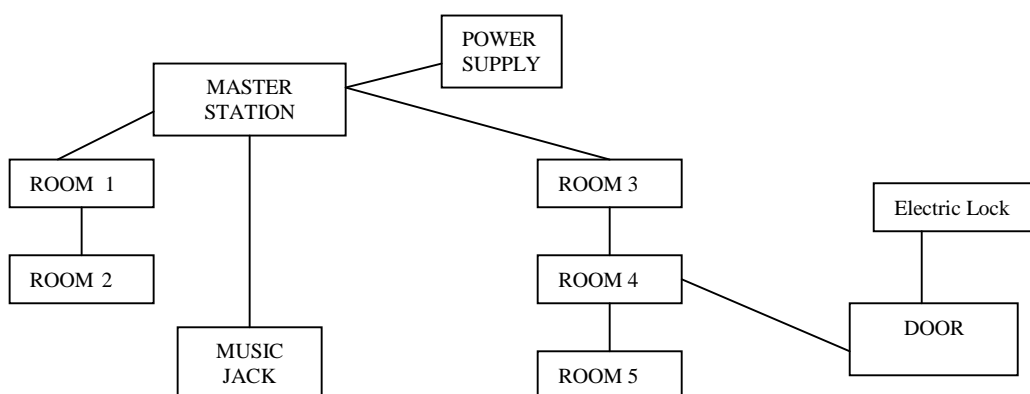 POWER
SUPPLY
MASTER
STATION
ROOM 1
ROOM 3
Electric Lock
ROOM 2
ROOM 4
DOOR
MUSIC
JACK
ROOM 5